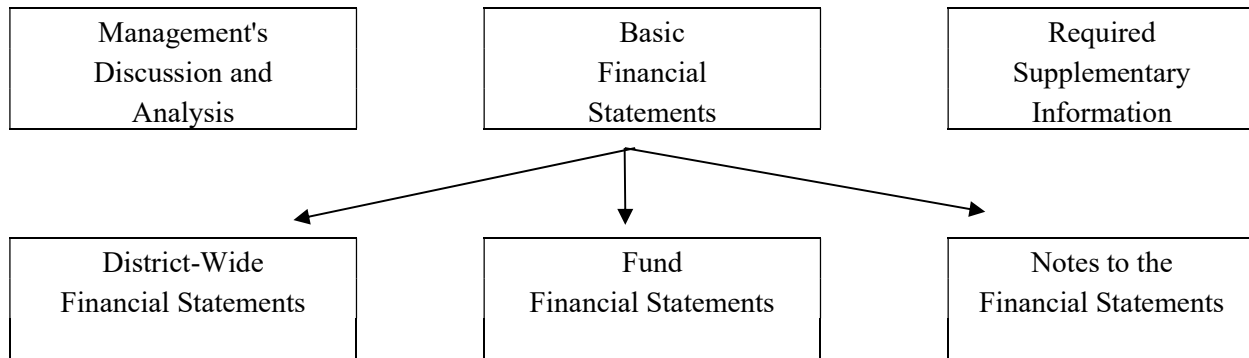 Management's
Discussion and
Analysis
Basic
Financial
Statements
Required
Supplementary
Information
District-Wide
Financial Statements
Fund
Financial Statements
Notes to the
Financial Statements